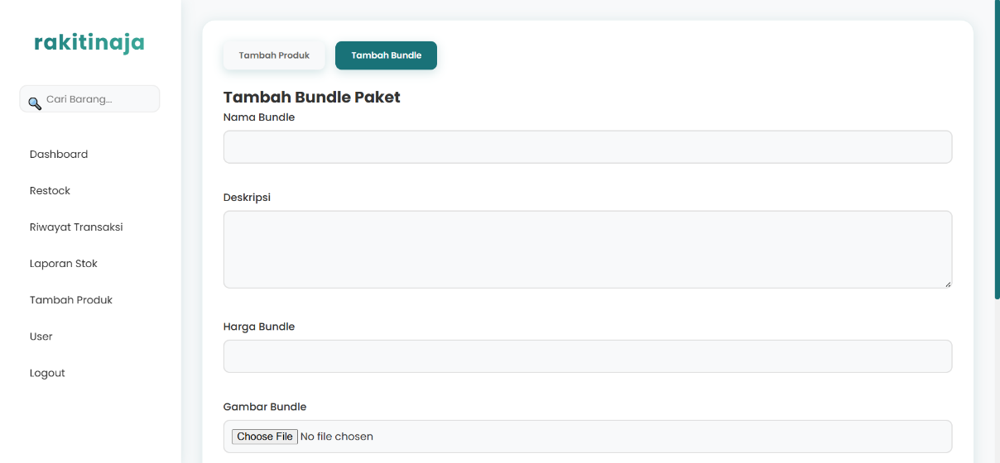 rakitinaja
Cari Barang...
Dashboard
Restock
Riwayat Transaksi
Laporan Stok
Tambah Produk
User
Logout
Tambah Produk
Tambah Bundle
Tambah Bundle Paket
Nama Bundle
Deskripsi
Harga Bundle
Gambar Bundle
Choose File No file chosen